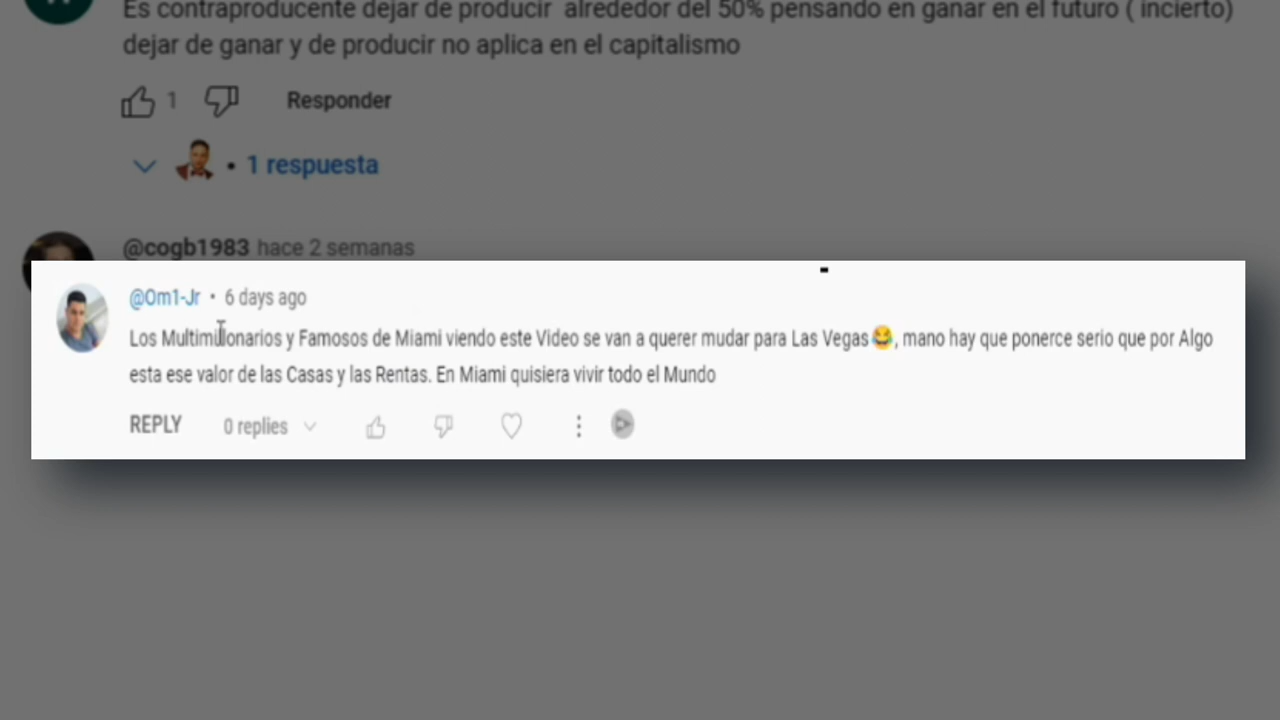 Es contraproducente dejar de producir alrededor del 50% pensando en ganar en el futuro ( incierto)
dejar de ganar y de producir no aplica en el capitalismo
1 Responder
• 1 respuesta
@cogb1983 hace 2 semanas
@Om1-Jr • 6 days ago
Los Multimillonarios y Famosos de Miami viendo este Video se van a querer mudar para Las Vegas😂, mano hay que ponerce serio que por Algo
esta ese valor de las Casas y las Rentas. En Miami quisiera vivir todo el Mundo
REPLY 0 replies